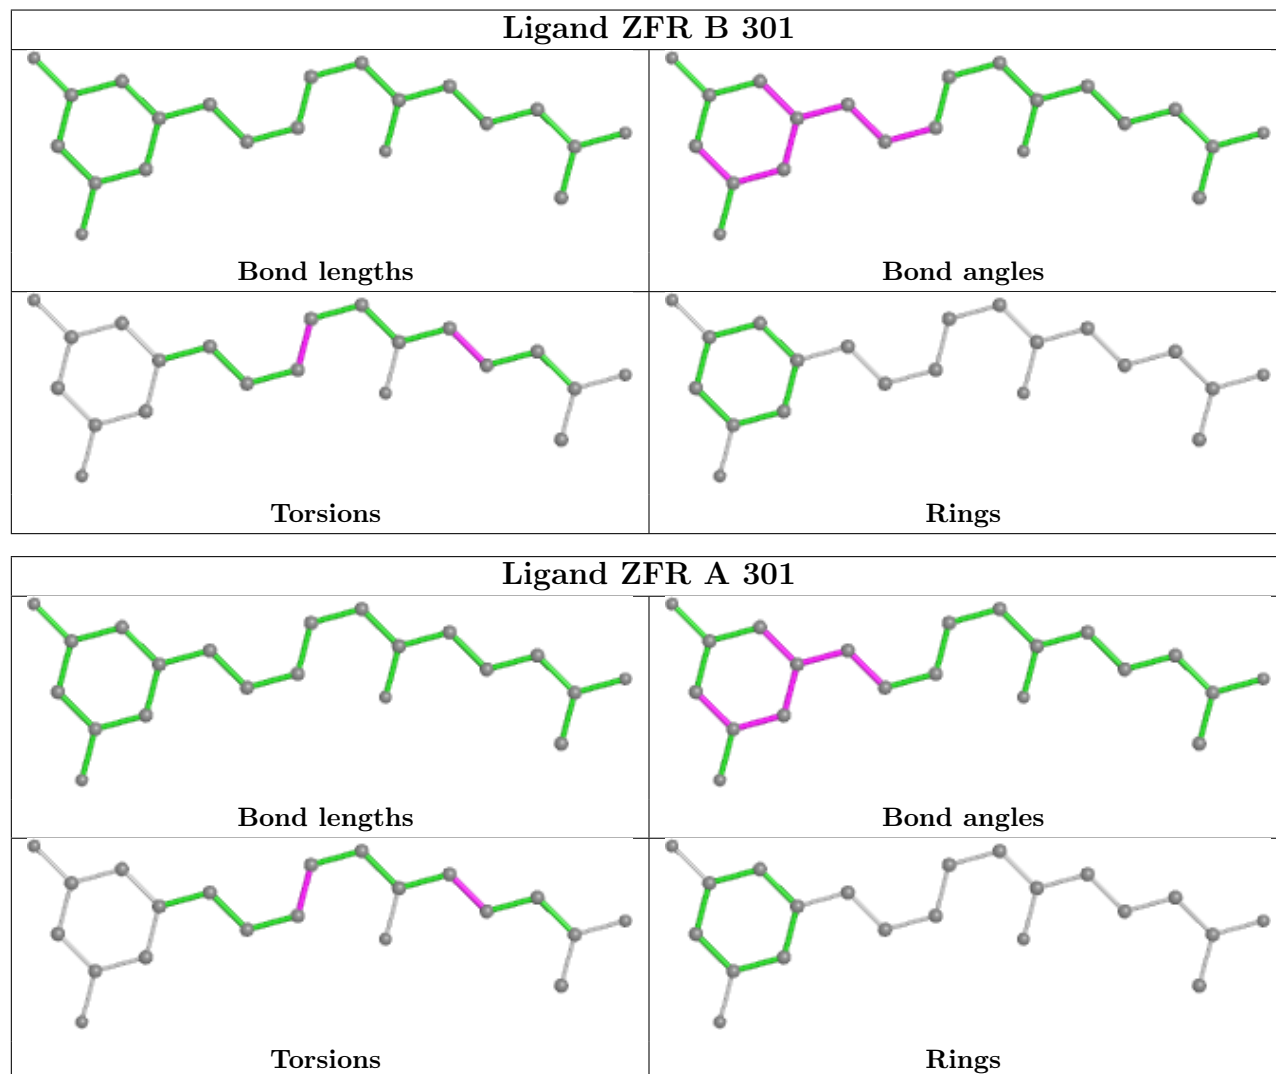 Ligand ZFR B 301
Bond lengths
Bond angles
Torsions
Rings
Ligand ZFR A 301
Bond lengths
Bond angles
Torsions
Rings